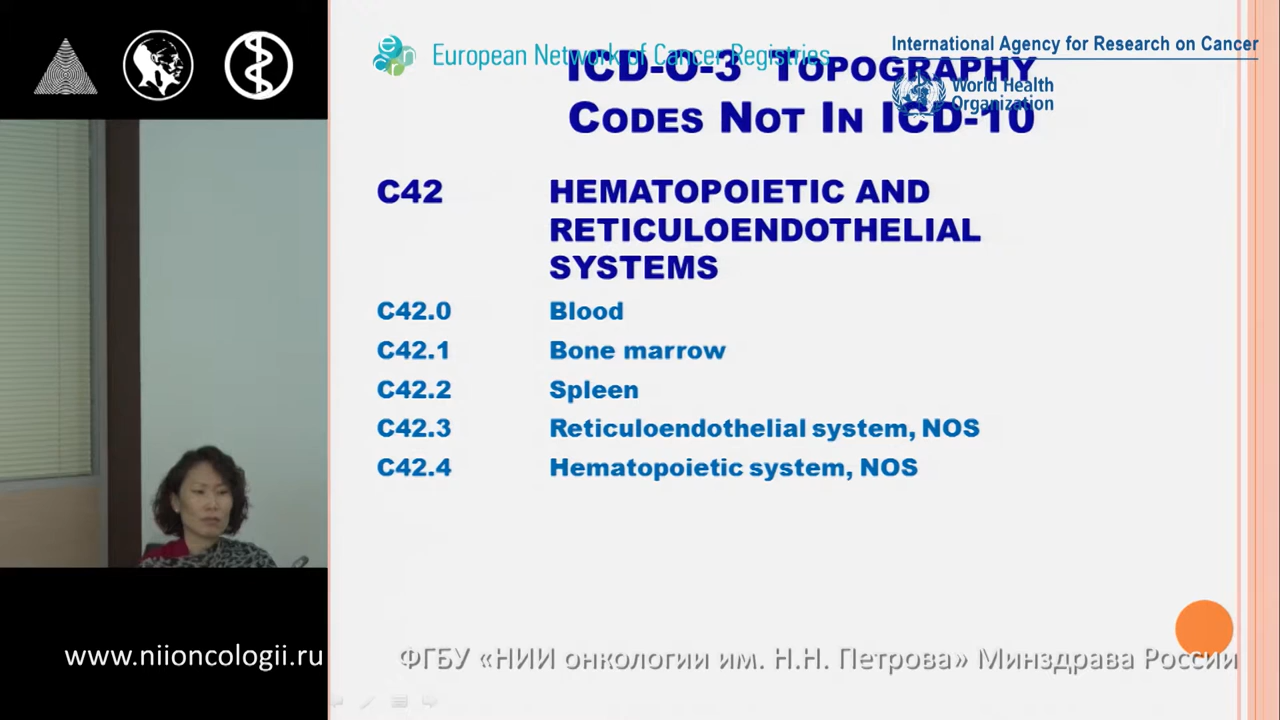 European Network of Cancer Registries
International Agency for Research on Cancer
World Health
Organization
ICD-O-3 TOPOGRAPHY
CODES NOT IN ICD-10
C42 HEMATOPOIETIC AND
RETICULOENDOTHELIAL
SYSTEMS
C42.0 Blood
C42.1 Bone marrow
C42.2 Spleen
C42.3 Reticuloendothelial system, NOS
C42.4 Hematopoietic system, NOS
www.niioncologii.ru
ФГБУ «НИИ онкологии им. Н.Н. Петрова» Минздрава России